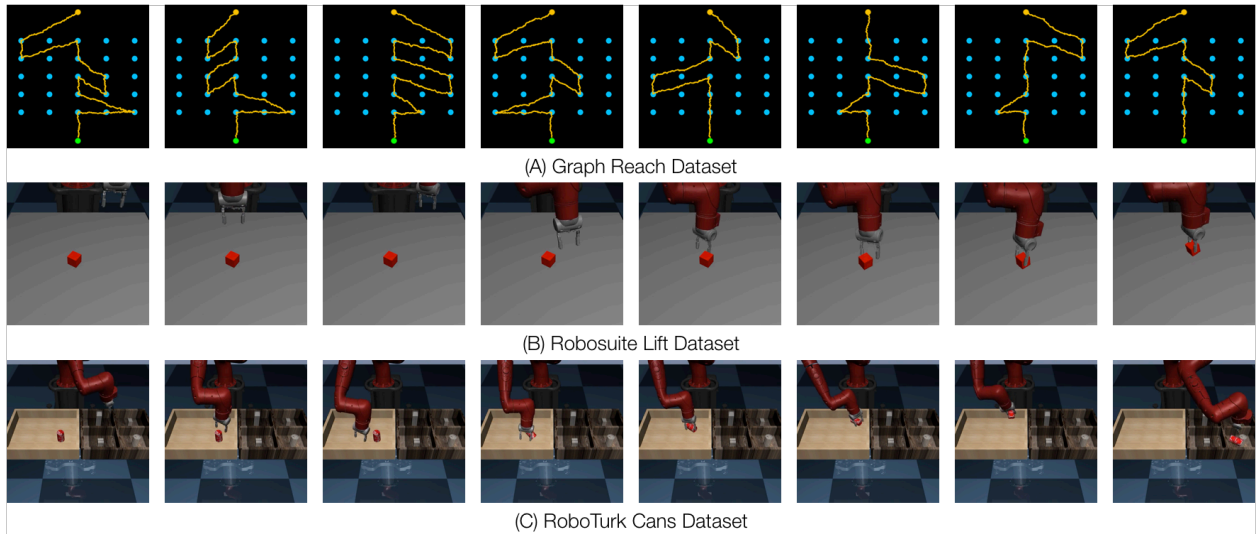 (A) Graph Reach Dataset
(B) Robosuite Lift Dataset
(C) RoboTurk Cans Dataset